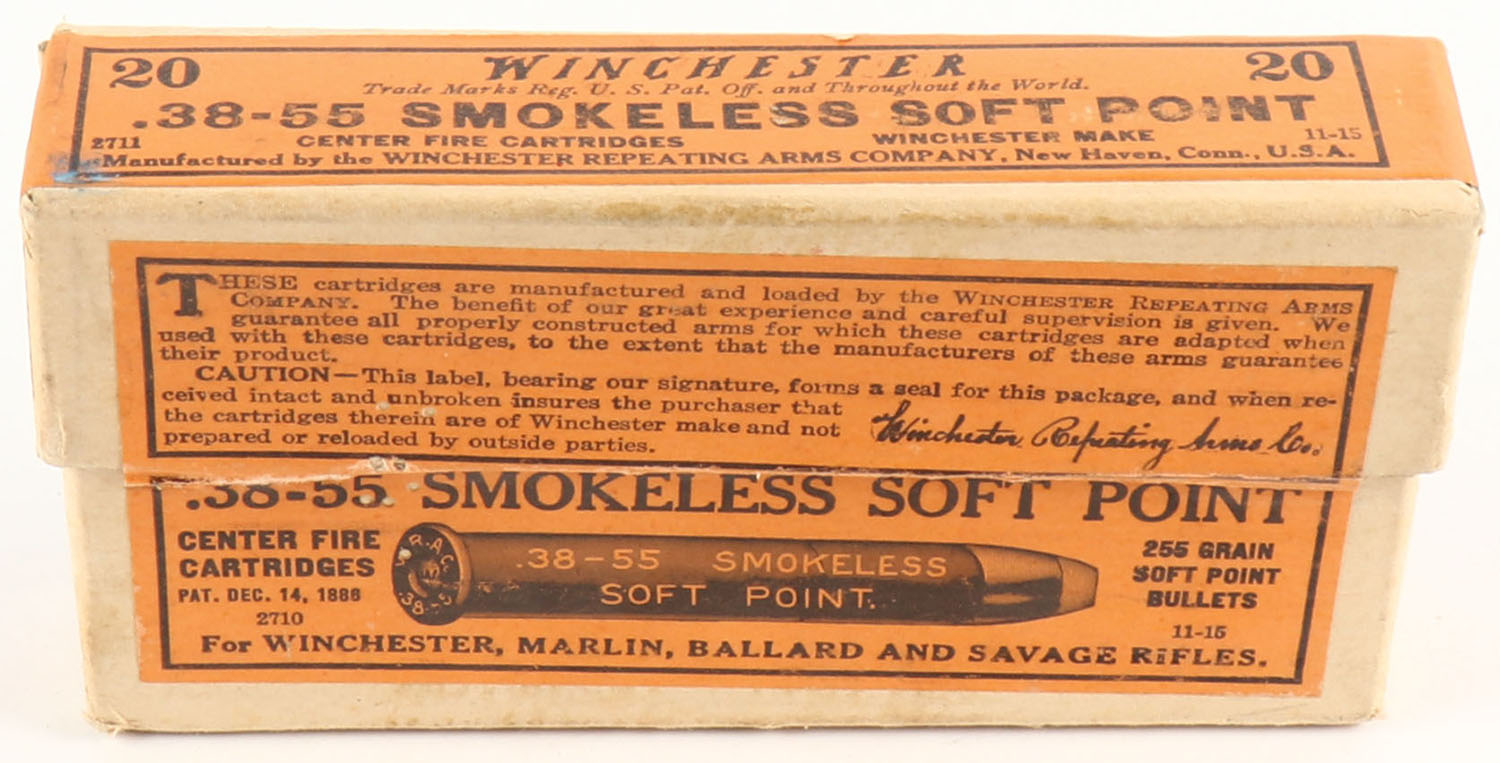 20 WINCHESTER 20
Trade Marks Reg. U. S. Pat. Off. and Throughout the World.
.38-55 SMOKELESS SOFT POINT
2711 CENTER FIRE CARTRIDGES WINCHESTER MAKE 11-15
Manufactured by the WINCHESTER REPEATING ARMS COMPANY, New Haven, Conn., U.S.A.
THESE cartridges are manufactured and loaded by the WINCHESTER REPEATING ARMS
COMPANY. The benefit of our great experience and careful supervision is given. We
guarantee all properly constructed arms for which these cartridges are adapted when
used with these cartridges, to the extent that the manufacturers of these arms guarantee
their product.
CAUTION—This label, bearing our signature, forms a seal for this package, and when re-
ceived intact and unbroken insures the purchaser that
the cartridges therein are of Winchester make and not
prepared or reloaded by outside parties.
Winchester Repeating Arms Co.
.38-55 SMOKELESS SOFT POINT
CENTER FIRE
CARTRIDGES
PAT. DEC. 14, 1886
2710
W.R.A.CO.
.38-55
.38-55 SMOKELESS
SOFT POINT.
255 GRAIN
SOFT POINT
BULLETS
11-15
For WINCHESTER, MARLIN, BALLARD AND SAVAGE RIFLES.